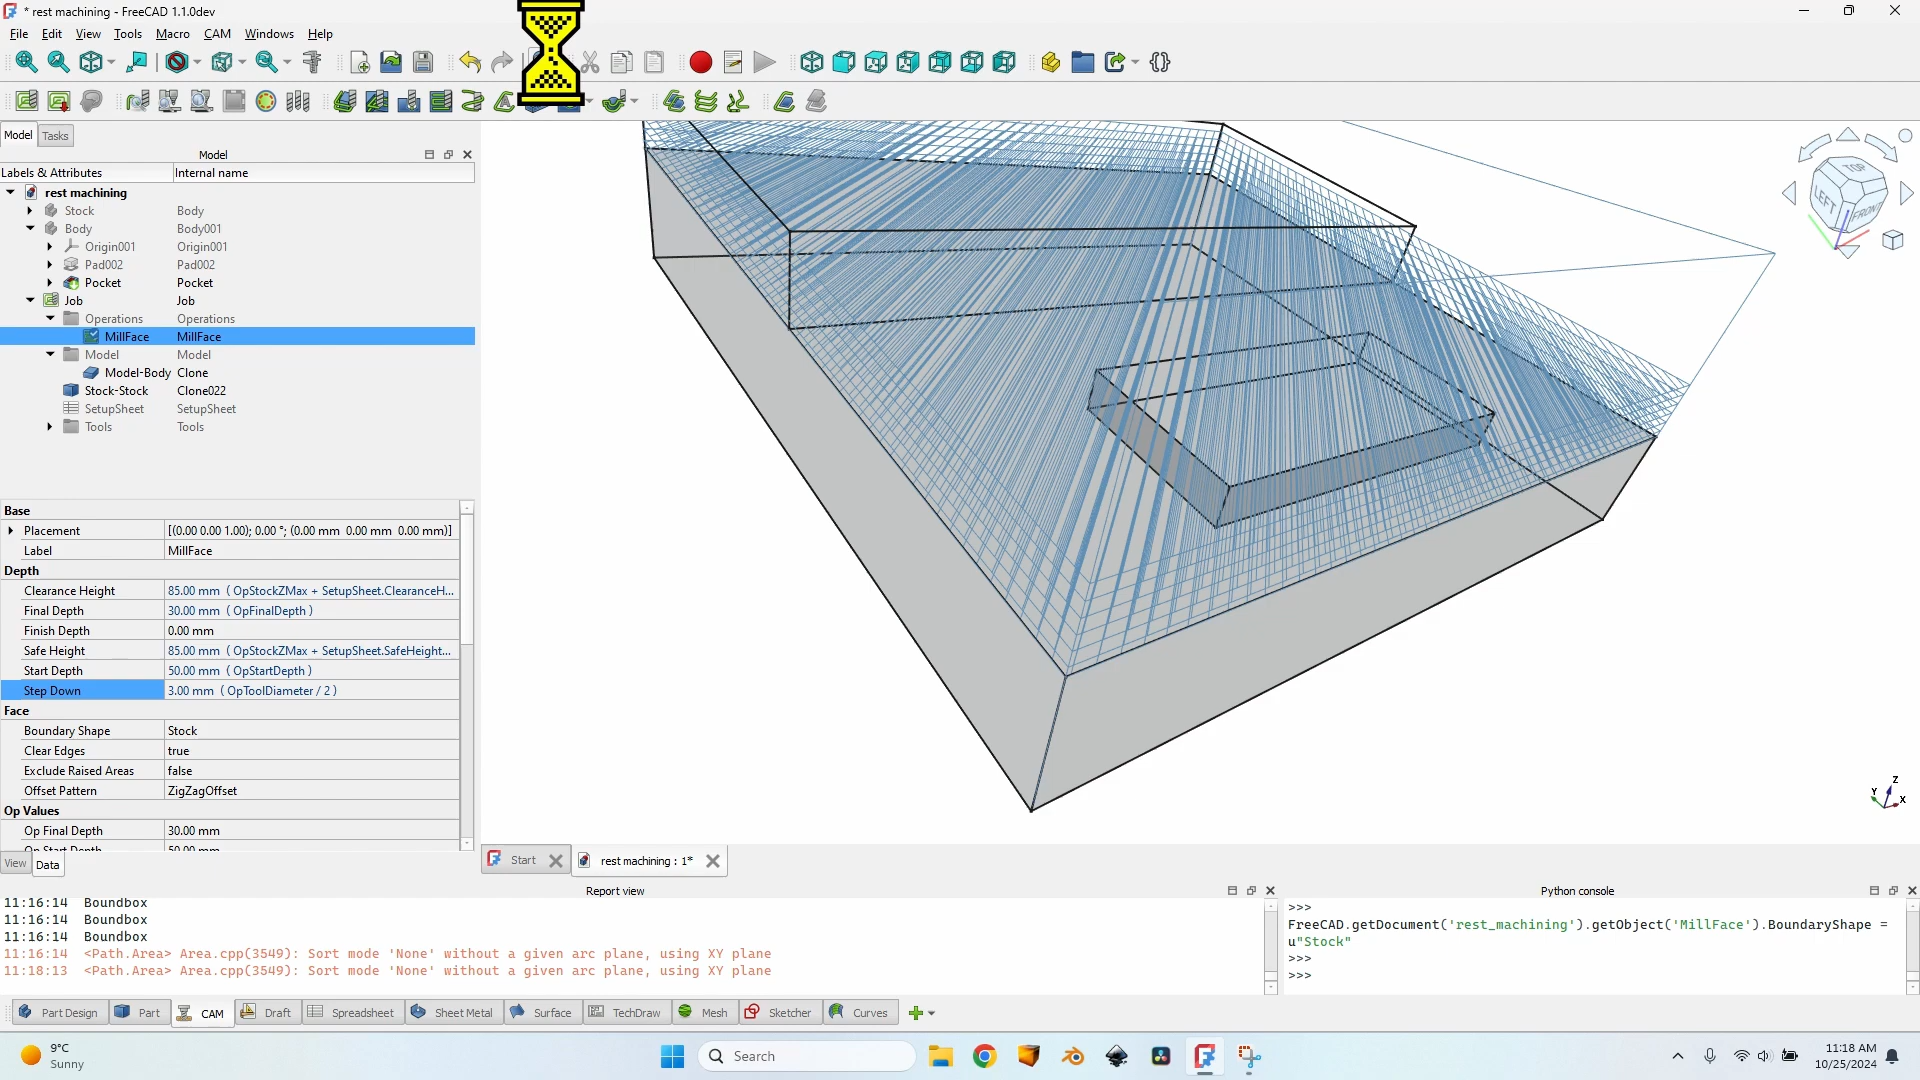 * rest machining - FreeCAD 1.1.0dev
File Edit View Tools Macro CAM Windows Help
Model Tasks
Model
Labels & Attributes Internal name
rest machining
Stock Body
Body Body001
Origin001 Origin001
Pad002 Pad002
Pocket Pocket
Job Job
Operations Operations
MillFace MillFace
Model Model
Model-Body Clone
Stock-Stock Clone022
SetupSheet SetupSheet
Tools Tools
Base
Placement [(0.00 0.00 1.00); 0.00 °; (0.00 mm 0.00 mm 0.00 mm)]
Label MillFace
Depth
Clearance Height 85.00 mm ( OpStockZMax + SetupSheet.ClearanceH...
Final Depth 30.00 mm ( OpFinalDepth )
Finish Depth 0.00 mm
Safe Height 85.00 mm ( OpStockZMax + SetupSheet.SafeHeight...
Start Depth 50.00 mm ( OpStartDepth )
Step Down 3.00 mm ( OpToolDiameter / 2 )
Face
Boundary Shape Stock
Clear Edges true
Exclude Raised Areas false
Offset Pattern ZigZagOffset
Op Values
Op Final Depth 30.00 mm
Op Start Depth 50.00 mm
View Data
TOP
LEFT
FRONT
Z
Y
X
Start rest machining : 1*
Report view
11:16:14 Boundbox
11:16:14 Boundbox
11:16:14 Boundbox
11:16:14 <Path.Area> Area.cpp(3549): Sort mode 'None' without a given arc plane, using XY plane
11:18:13 <Path.Area> Area.cpp(3549): Sort mode 'None' without a given arc plane, using XY plane
Python console
>>>
FreeCAD.getDocument('rest_machining').getObject('MillFace').BoundaryShape =
u"Stock"
>>>
>>>
Part Design Part CAM Draft Spreadsheet Sheet Metal Surface TechDraw Mesh Sketcher Curves
9°C
Sunny
Search
11:18 AM
10/25/2024